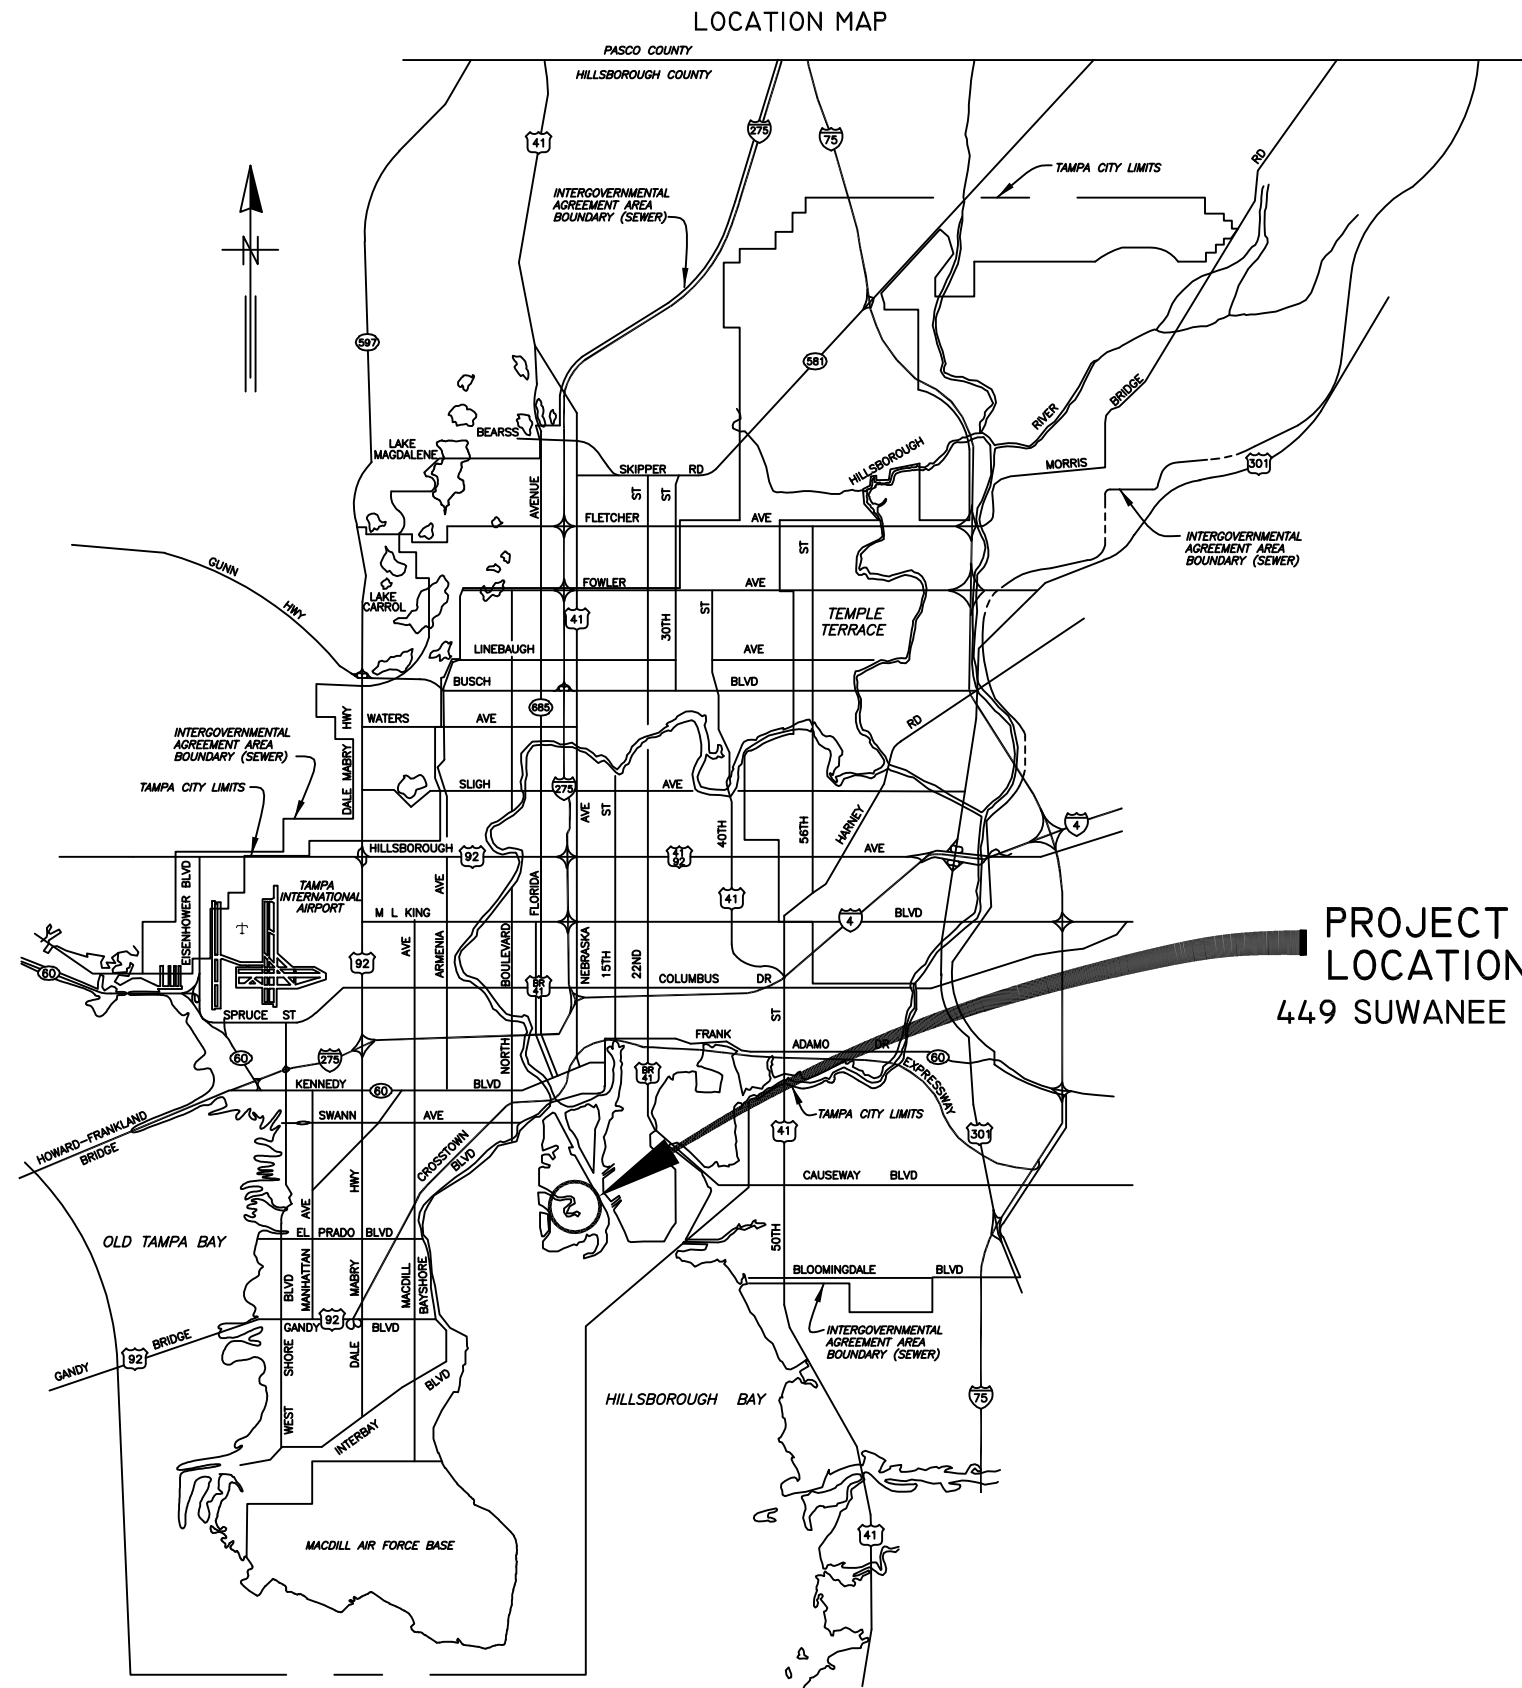 LOCATION MAP
PASCO COUNTY
HILLSBOROUGH COUNTY
41
275
75
RD
TAMPA CITY LIMITS
INTERGOVERNMENTAL
AGREEMENT AREA
BOUNDARY (SEWER)
N
597
581
BRIDGE
RIVER
BEARSS
LAKE
MAGDALENE
HILLSBOROUGH
SKIPPER RD
MORRIS
301
AVENUE
ST
ST
FLETCHER AVE
INTERGOVERNMENTAL
AGREEMENT AREA
BOUNDARY (SEWER)
ST
GUNN
HWY
FOWLER AVE
LAKE
CARROL
41
30TH
ST
TEMPLE
TERRACE
LINEBAUGH AVE
BUSCH BLVD
685
WATERS AVE
HWY
RD
INTERGOVERNMENTAL
AGREEMENT AREA
BOUNDARY (SEWER)
DALE MABRY
TAMPA CITY LIMITS
SLIGH AVE
275
AVE
ST
40TH
56TH
HARNEY
4
HILLSBOROUGH
92
41
92
AVE
EISENHOWER BLVD
TAMPA
INTERNATIONAL
AIRPORT
AVE
FLORIDA
41
M L KING
4
BLVD
PROJECT
LOCATION
449 SUWANEE
60
92
AVE
ARMENIA
BOULEVARD
NEBRASKA
15TH
22ND
BR
41
COLUMBUS DR
SPRUCE ST
ST
FRANK
ADAMO DR
60
275
NORTH
60
EXPRESSWAY
BR
41
KENNEDY
60
BLVD
SWANN AVE
TAMPA CITY LIMITS
HOWARD-FRANKLAND
BRIDGE
CROSSTOWN
BLVD
41
301
HWY
AVE
CAUSEWAY BLVD
OLD TAMPA BAY
EL PRADO BLVD
50TH
BLVD
MANHATTAN
MABRY
MACDILL
BAYSHORE
BLOOMINGDALE BLVD
92
GANDY BLVD
GANDY
92
BRIDGE
INTERGOVERNMENTAL
AGREEMENT AREA
BOUNDARY (SEWER)
SHORE
DALE
BLVD
HILLSBOROUGH BAY
75
WEST
INTERBAY
41
MACDILL AIR FORCE BASE